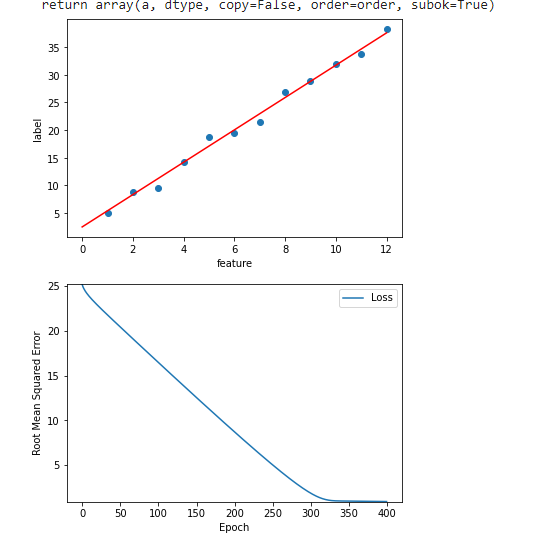 return array(a, dtype, copy=False, order=order, subok=True)
35
30
25
20
15
10
5
label
0 2 4 6 8 10 12
feature
25
20
15
10
5
Root Mean Squared Error
Loss
0 50 100 150 200 250 300 350 400
Epoch